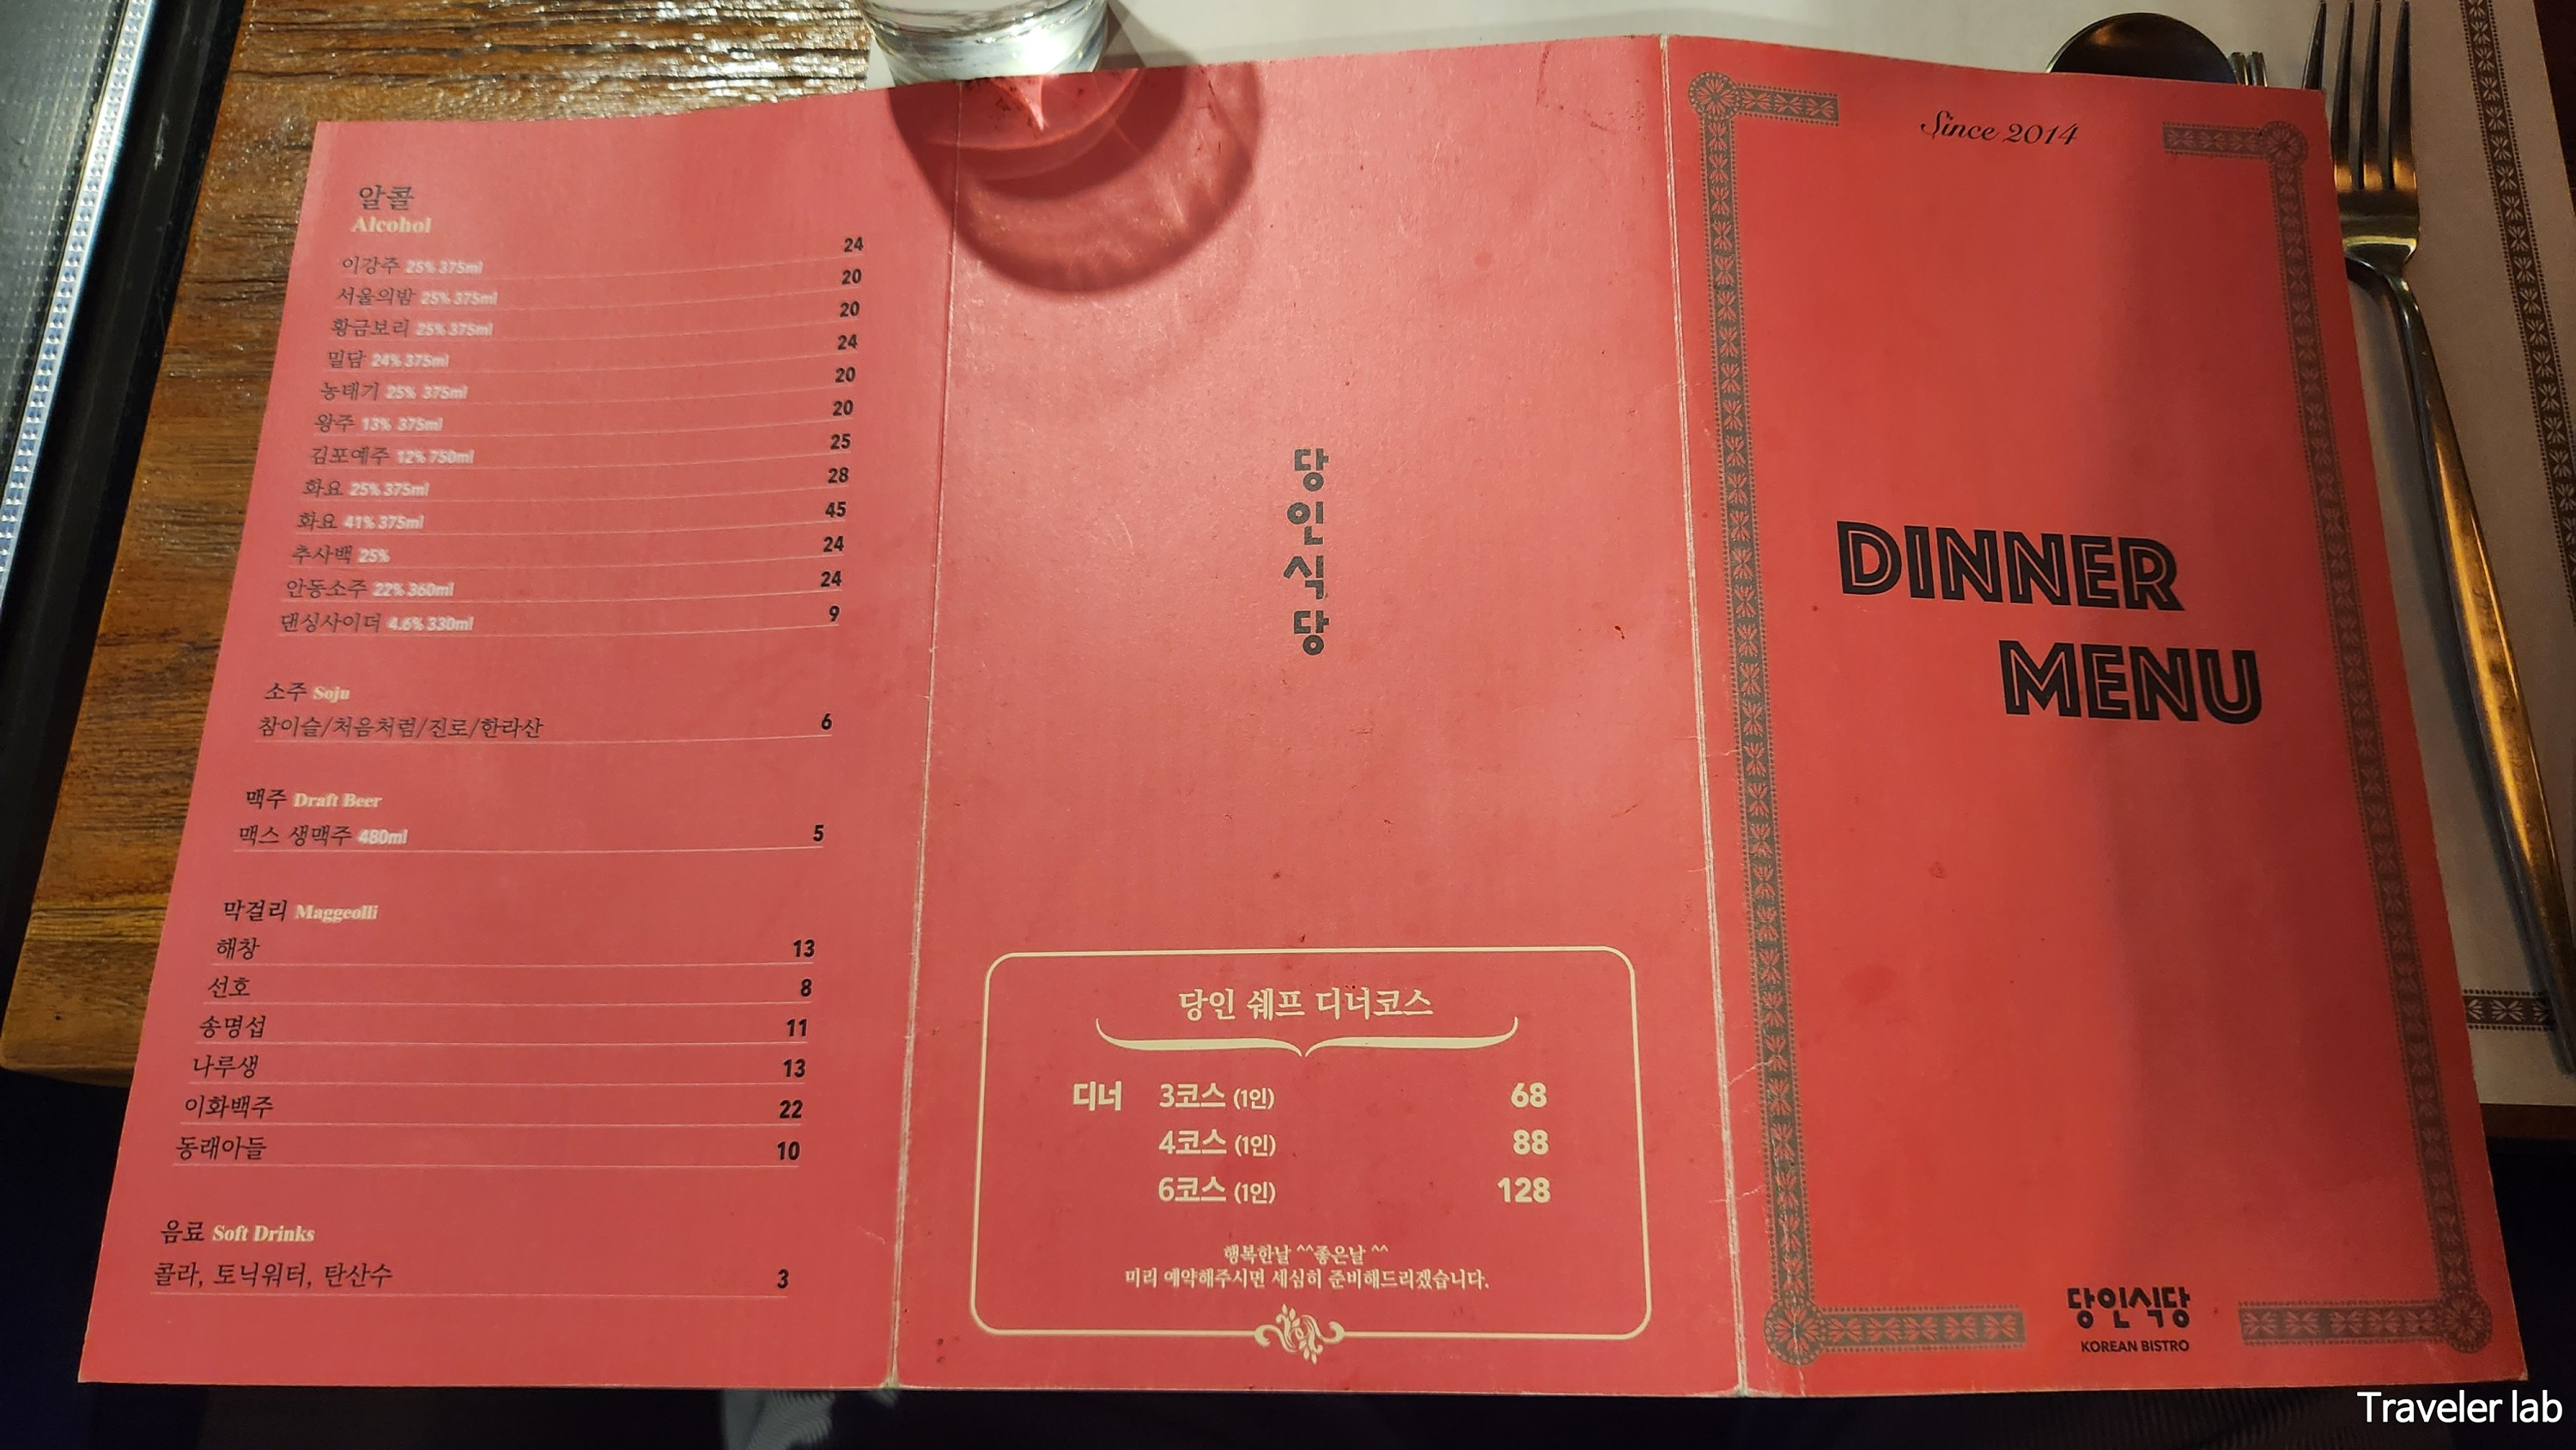 알콜
Alcohol
이강주 25% 375ml 24
서울의밤 25% 375ml 20
황금보리 25% 375ml 20
밀담 24% 375ml 24
농태기 25% 375ml 20
왕주 13% 375ml 20
김포예주 12% 750ml 25
화요 25% 375ml 28
화요 41% 375ml 45
추사백 25% 24
안동소주 22% 360ml 24
댄싱사이더 4.6% 330ml 9
소주 Soju
참이슬/처음처럼/진로/한라산 6
맥주 Draft Beer
맥스 생맥주 480ml 5
막걸리 Maggeolli
해창 13
선호 8
송명섭 11
나루생 13
이화백주 22
동래아들 10
음료 Soft Drinks
콜라, 토닉워터, 탄산수 3
당인식당
당인 쉐프 디너코스
디너 3코스 (1인) 68
4코스 (1인) 88
6코스 (1인) 128
행복한날 ^^좋은날 ^^
미리 예약해주시면 세심히 준비해드리겠습니다.
Since 2014
DINNER
MENU
당인식당
KOREAN BISTRO
Traveler lab